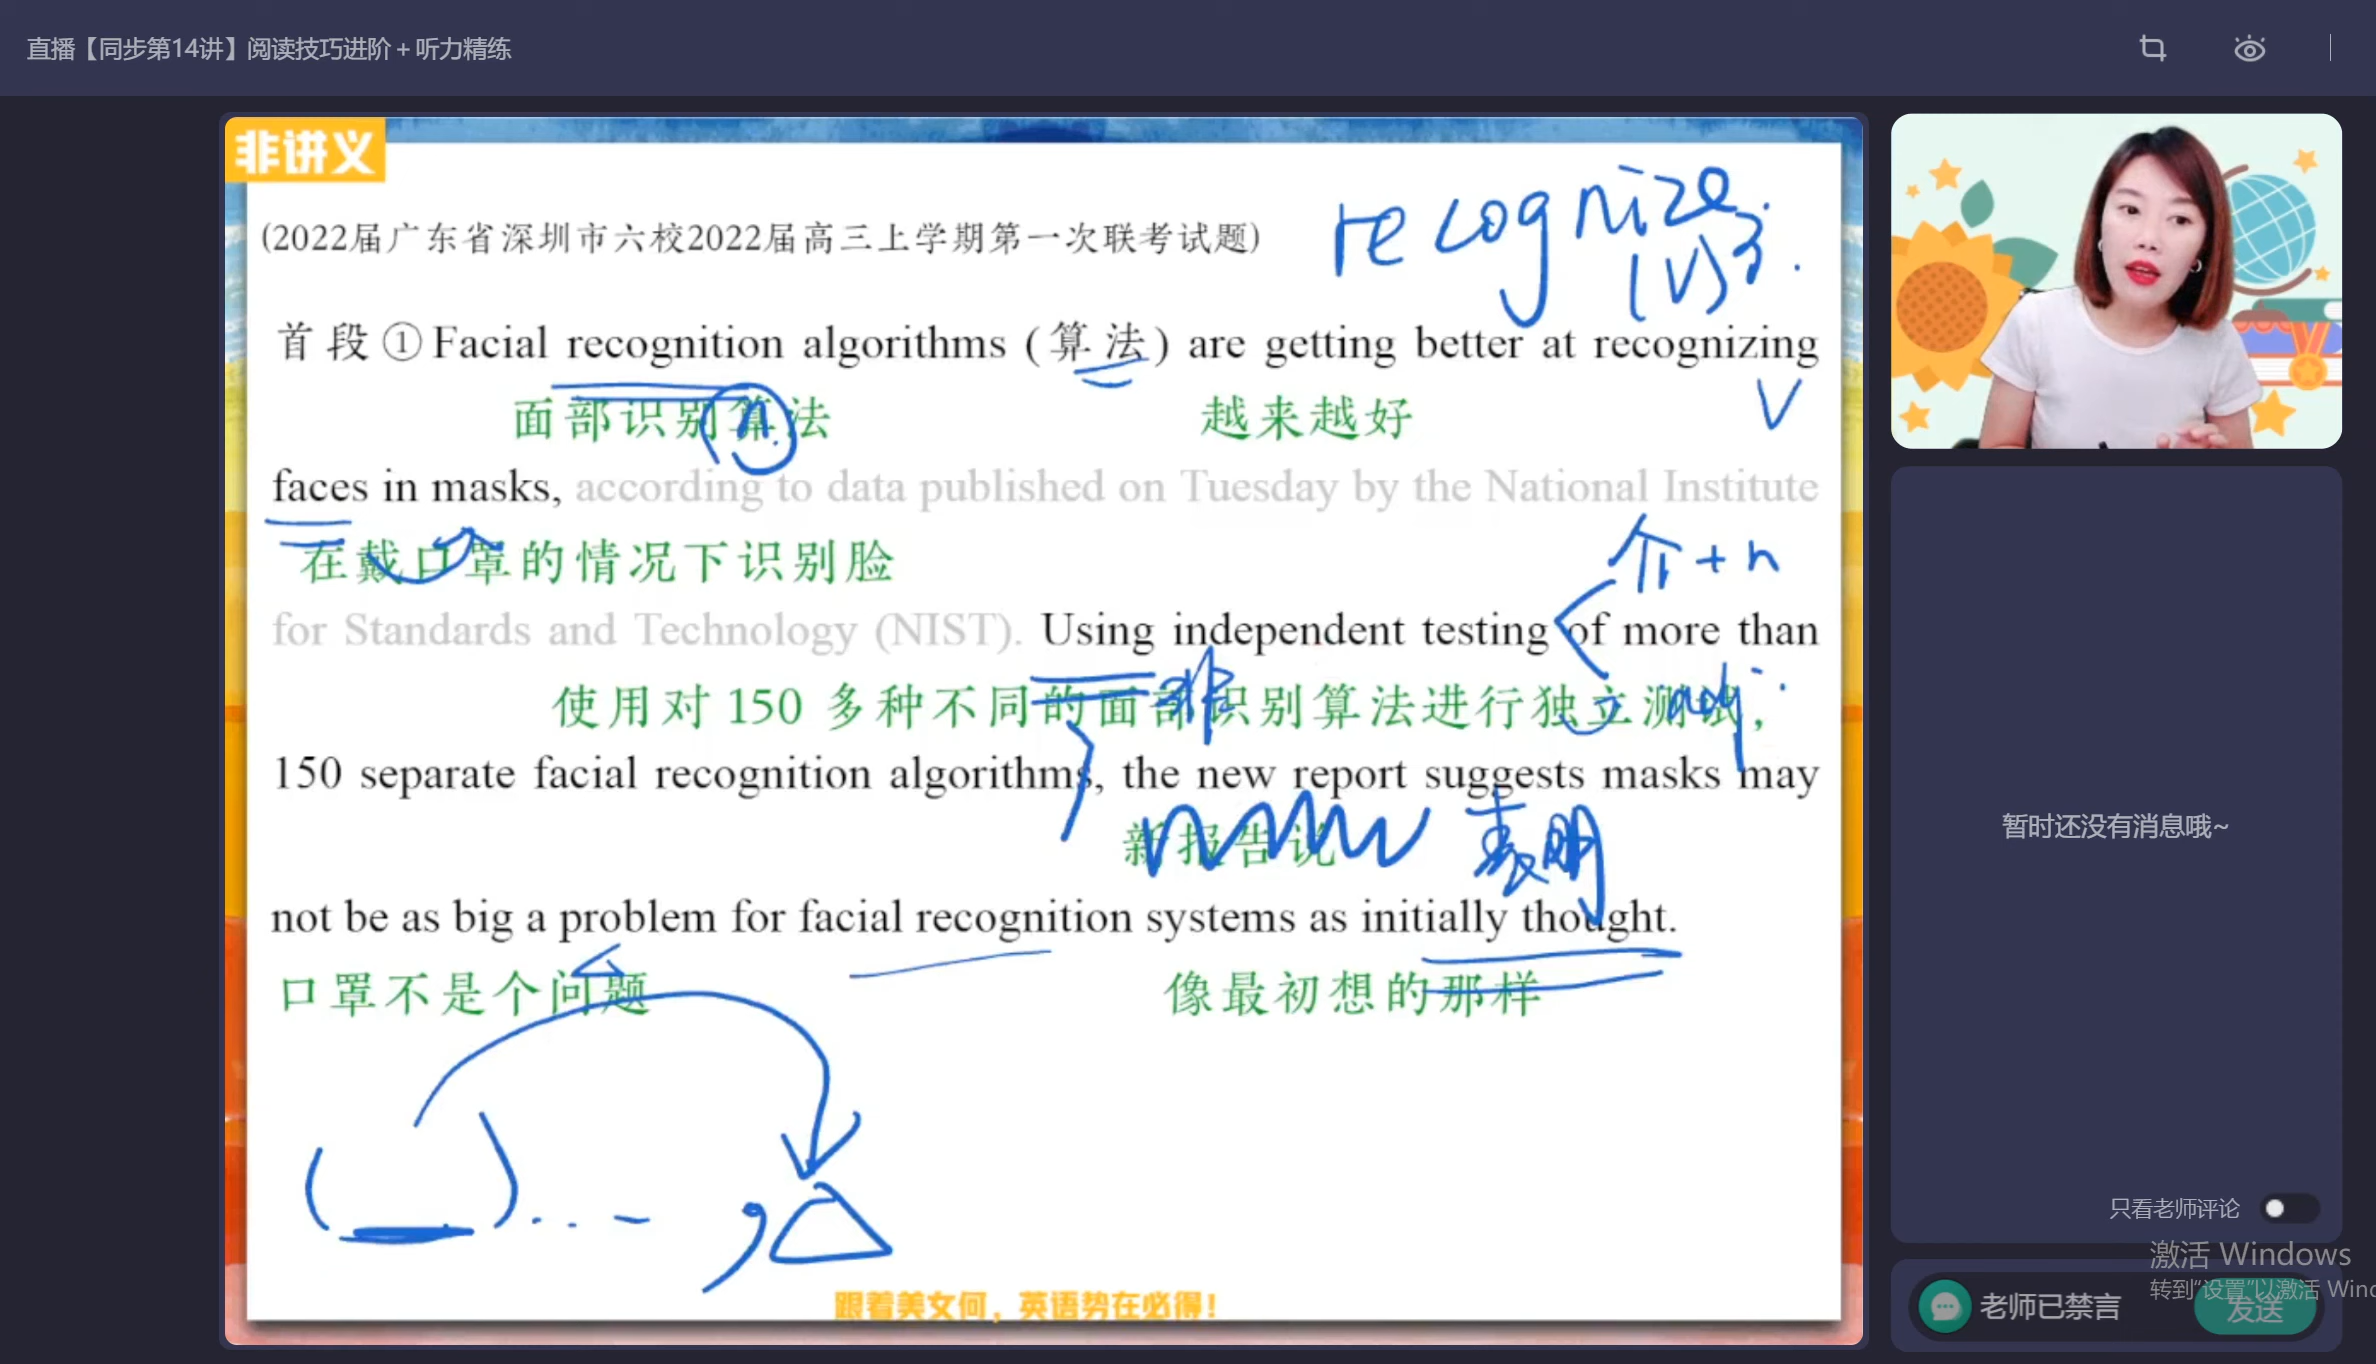 直播【同步第14讲】阅读技巧进阶+听力精练
非讲义
(2022届广东省深圳市六校2022届高三上学期第一次联考试题)
recognize
(v)
首段①Facial recognition algorithms (算法) are getting better at recognizing
n.
面部识别算法
越来越好
V
faces in masks, according to data published on Tuesday by the National Institute
在戴口罩的情况下识别脸
介+n
for Standards and Technology (NIST). Using independent testing of more than
使用对150多种不同的面部识别算法进行独立测试,
非
adj.
150 separate facial recognition algorithms, the new report suggests masks may
新报告说
表明
not be as big a problem for facial recognition systems as initially thought.
口罩不是个问题
像最初想的那样
跟着美女何，英语势在必得！
暂时还没有消息哦~
只看老师评论
激活 Windows
转到"设置"以激活 Winc
老师已禁言
发送